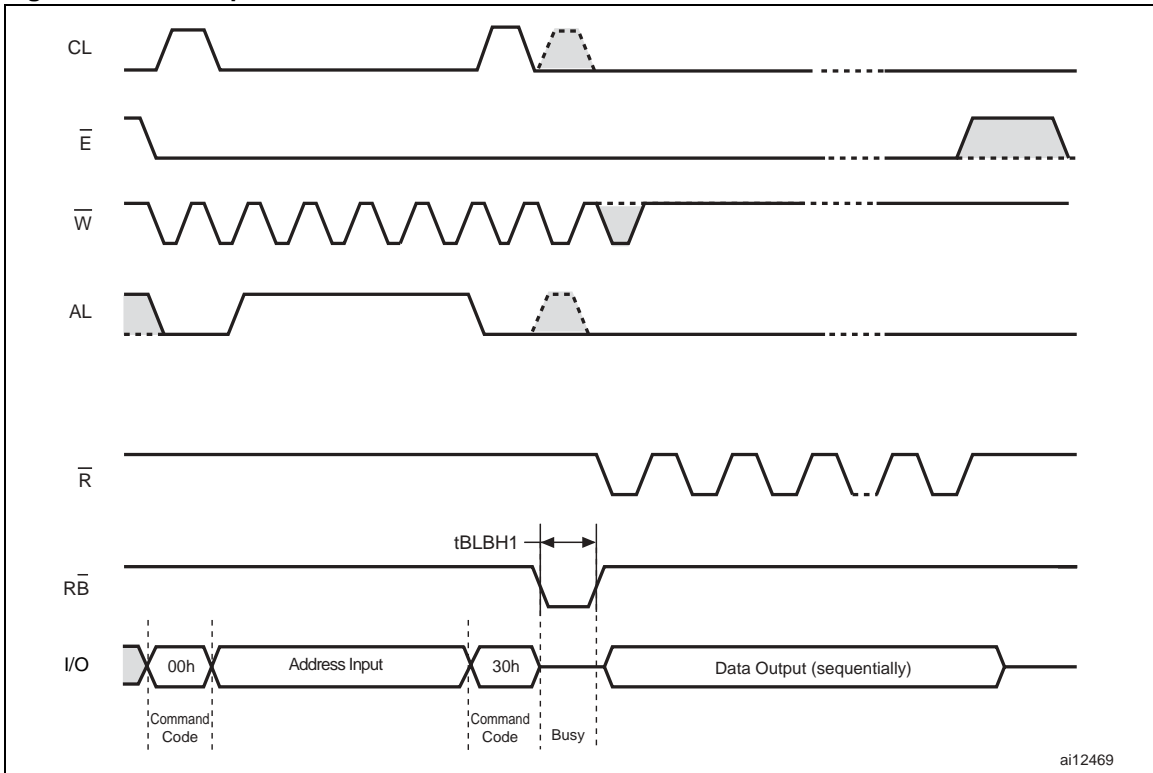 CL
E̅
W̅
AL
R̅
tBLBH1
RB̅
I/O
00h
Address Input
30h
Data Output (sequentially)
Command
Code
Command
Code
Busy
ai12469